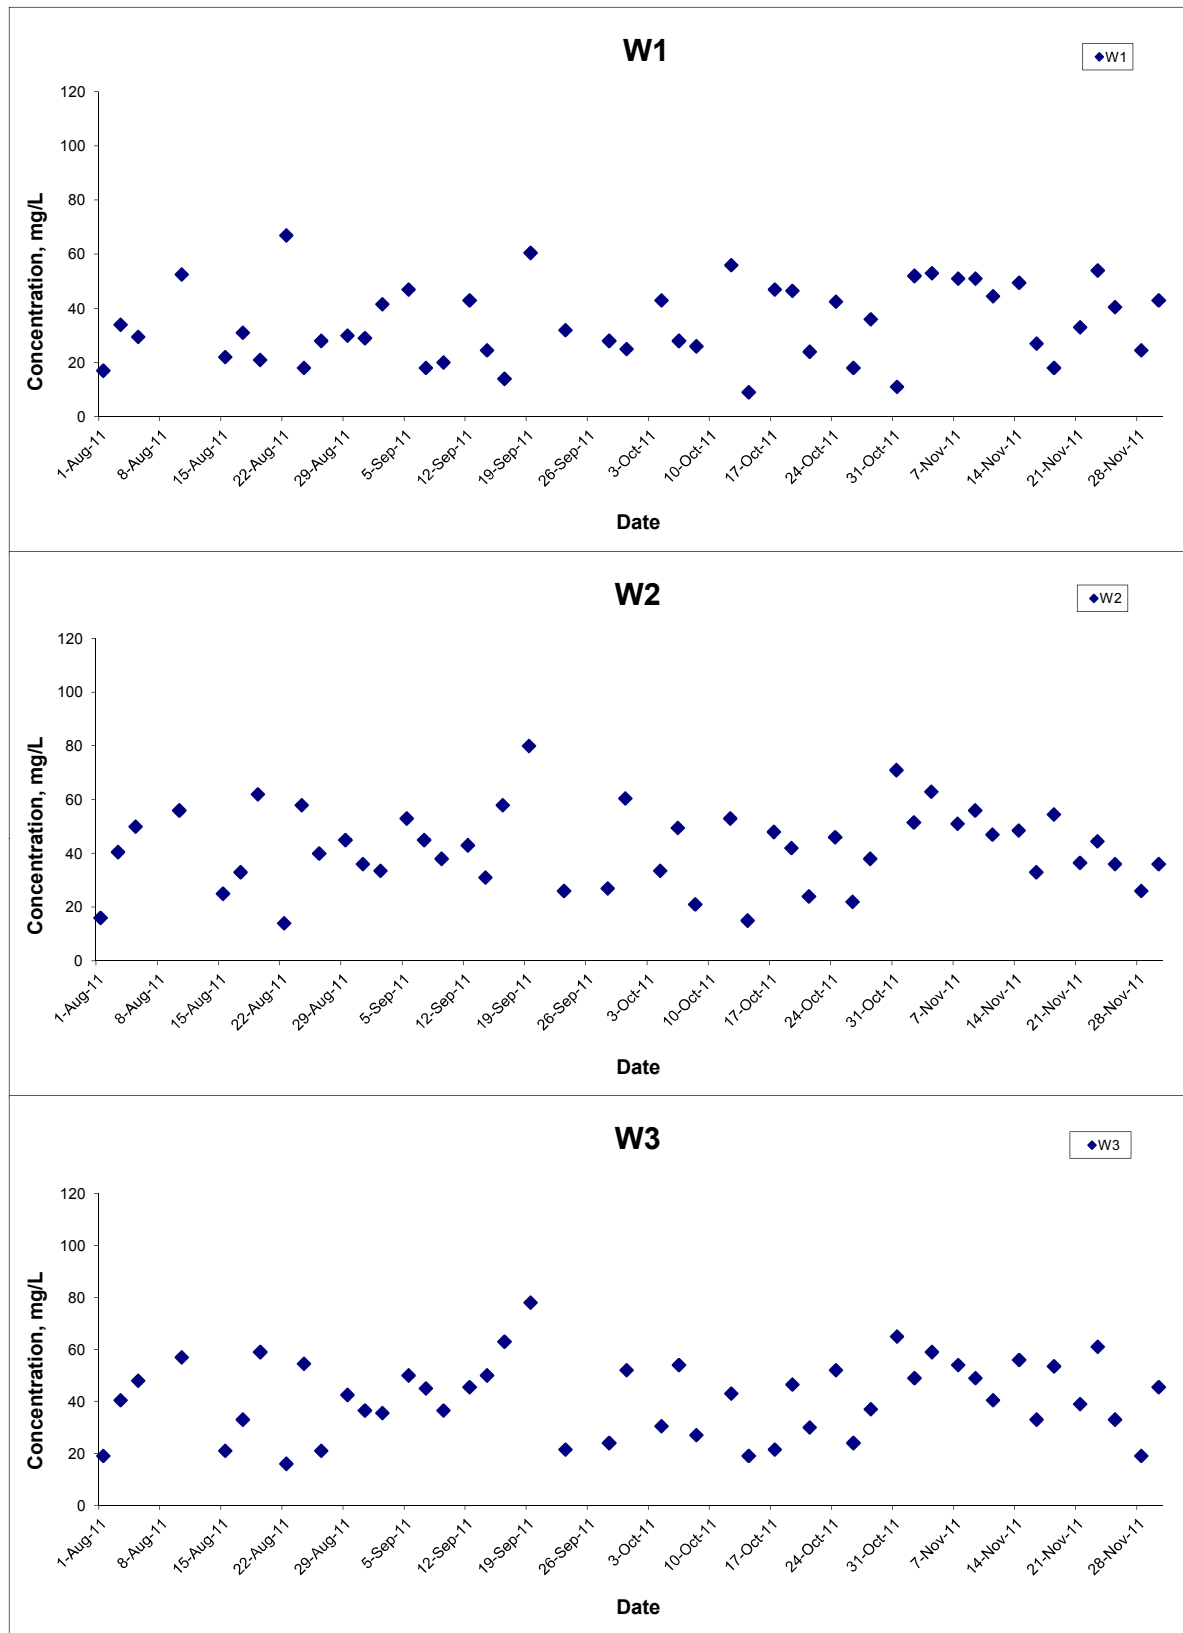 W1
W1
120
100
80
60
40
20
0
Concentration, mg/L
1-Aug-11
8-Aug-11
15-Aug-11
22-Aug-11
29-Aug-11
5-Sep-11
12-Sep-11
19-Sep-11
26-Sep-11
3-Oct-11
10-Oct-11
17-Oct-11
24-Oct-11
31-Oct-11
7-Nov-11
14-Nov-11
21-Nov-11
28-Nov-11
Date
W2
W2
120
100
80
60
40
20
0
Concentration, mg/L
1-Aug-11
8-Aug-11
15-Aug-11
22-Aug-11
29-Aug-11
5-Sep-11
12-Sep-11
19-Sep-11
26-Sep-11
3-Oct-11
10-Oct-11
17-Oct-11
24-Oct-11
31-Oct-11
7-Nov-11
14-Nov-11
21-Nov-11
28-Nov-11
Date
W3
W3
120
100
80
60
40
20
0
Concentration, mg/L
1-Aug-11
8-Aug-11
15-Aug-11
22-Aug-11
29-Aug-11
5-Sep-11
12-Sep-11
19-Sep-11
26-Sep-11
3-Oct-11
10-Oct-11
17-Oct-11
24-Oct-11
31-Oct-11
7-Nov-11
14-Nov-11
21-Nov-11
28-Nov-11
Date